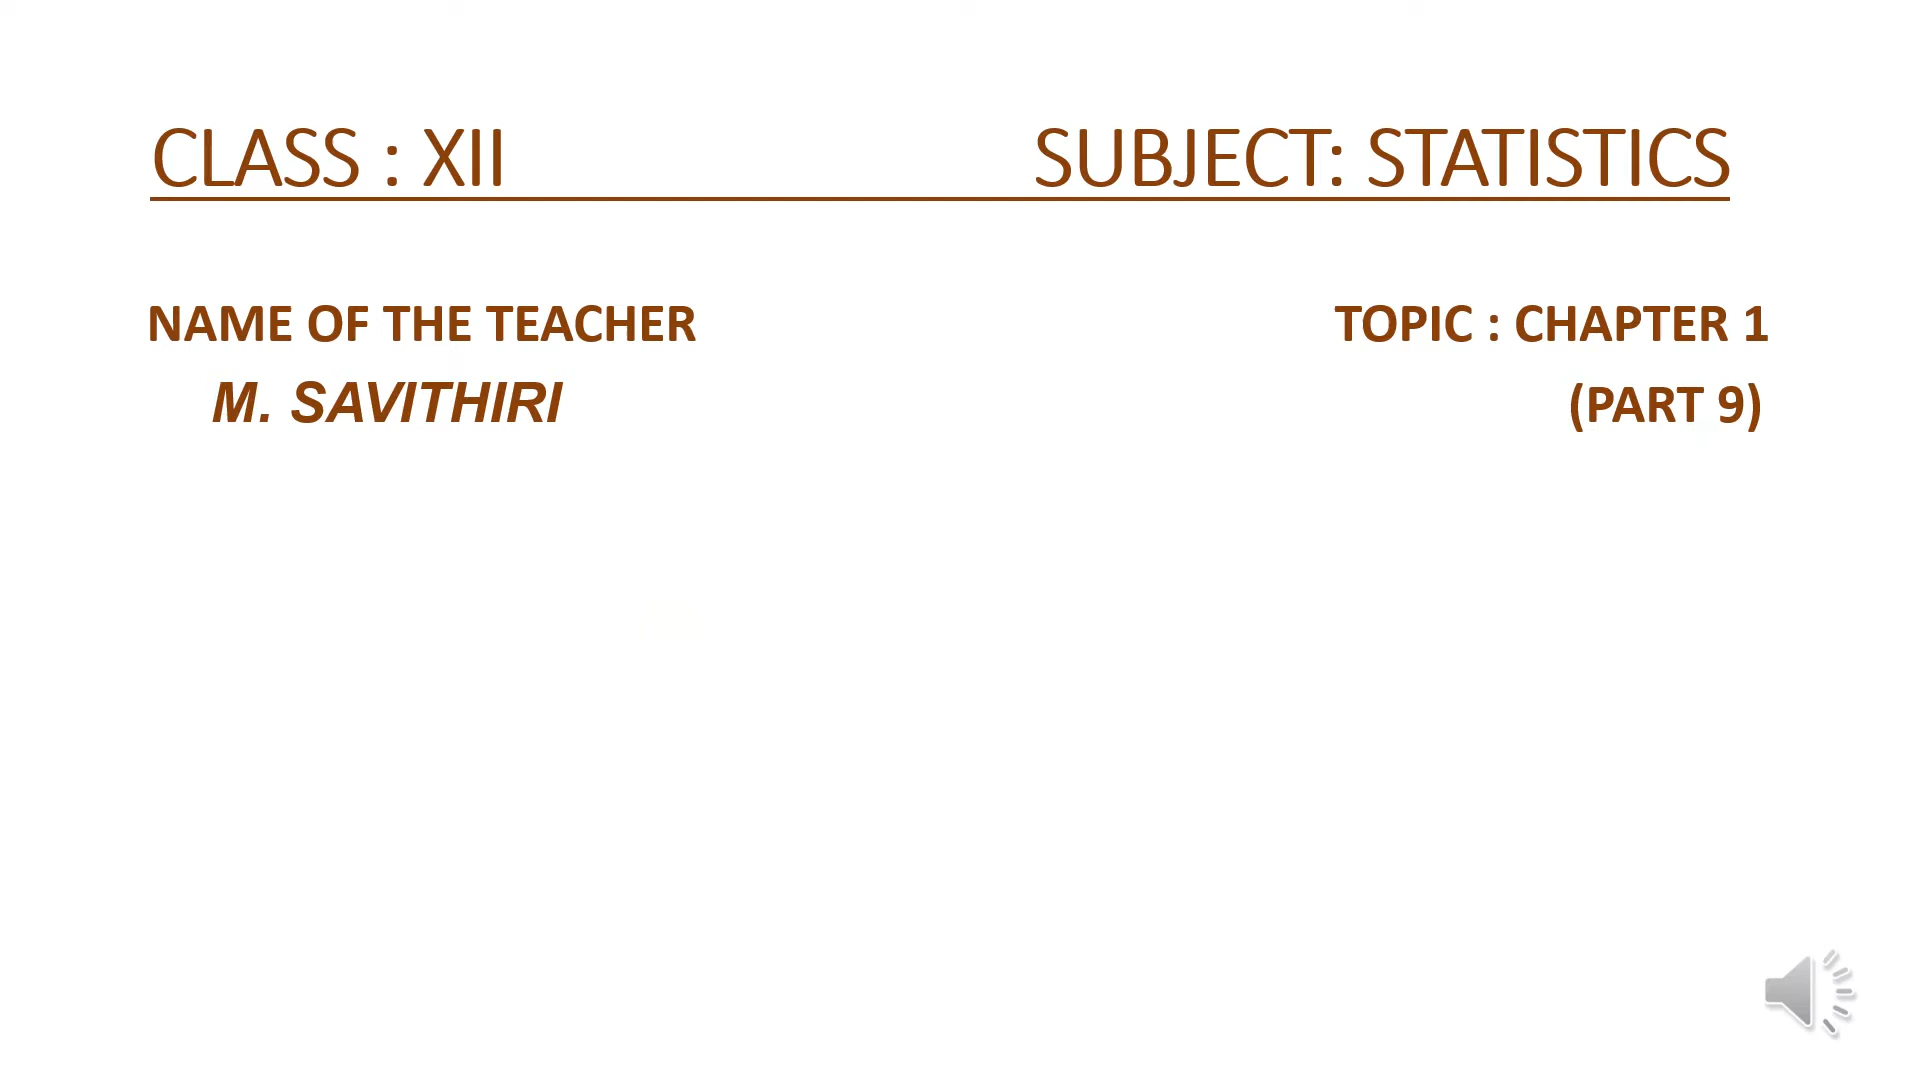 CLASS : XII SUBJECT: STATISTICS
NAME OF THE TEACHER TOPIC : CHAPTER 1
M. SAVITHIRI (PART 9)